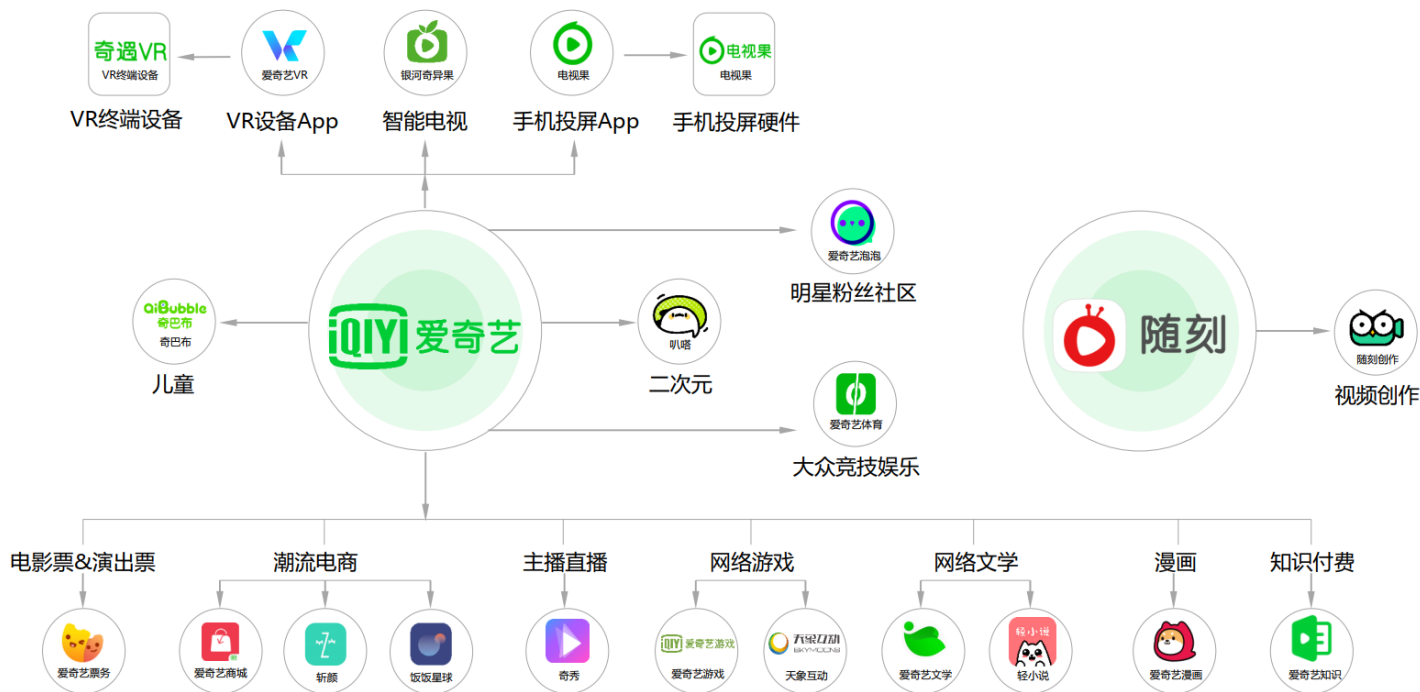 奇遇VR
VR终端设备
VR终端设备
爱奇艺VR
VR设备App
银河奇异果
智能电视
电视果
手机投屏App
电视果
电视果
手机投屏硬件
爱奇艺泡泡
明星粉丝社区
QiBubble
奇巴布
奇巴布
儿童
iQIYI 爱奇艺
叭嗒
二次元
爱奇艺体育
大众竞技娱乐
随刻
随刻创作
视频创作
电影票&演出票
潮流电商
主播直播
网络游戏
网络文学
漫画
知识付费
爱奇艺票务
爱奇艺商城
斩颜
饭饭星球
奇秀
iQIYI 爱奇艺游戏
爱奇艺游戏
天象互动
SKYMOONS
天象互动
爱奇艺文学
轻小说
轻小说
爱奇艺漫画
爱奇艺知识